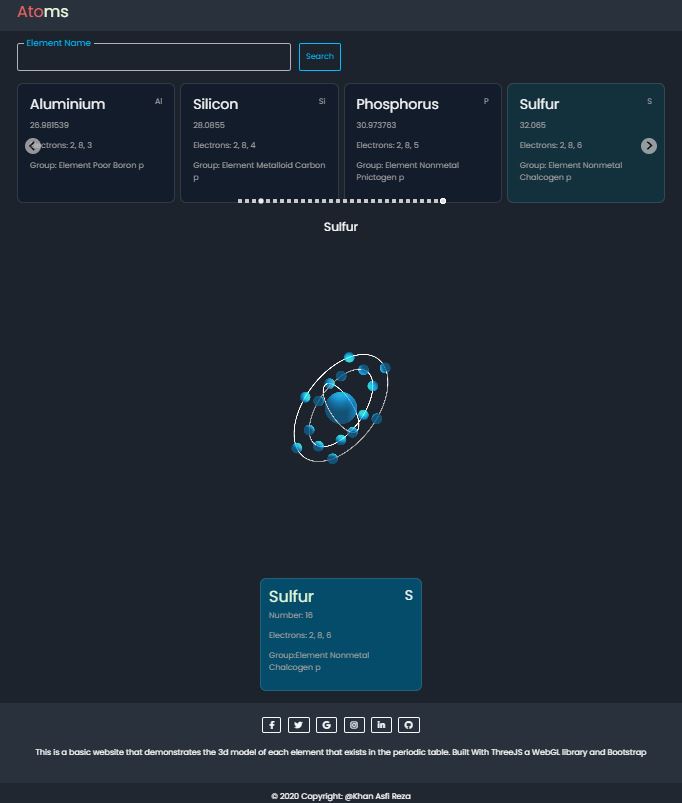 Atoms
Element Name
Search
Aluminium Al
26.981539
Electrons: 2, 8, 3
Group: Element Poor Boron p
Silicon Si
28.0855
Electrons: 2, 8, 4
Group: Element Metalloid Carbon
p
Phosphorus P
30.973763
Electrons: 2, 8, 5
Group: Element Nonmetal
Pnictogen p
Sulfur S
32.065
Electrons: 2, 8, 6
Group: Element Nonmetal
Chalcogen p
Sulfur
Sulfur S
Number: 16
Electrons: 2, 8, 6
Group:Element Nonmetal
Chalcogen p
This is a basic website that demonstrates the 3d model of each element that exists in the periodic table. Built With ThreeJS a WebGL library and Bootstrap
© 2020 Copyright: @Khan Asfi Reza